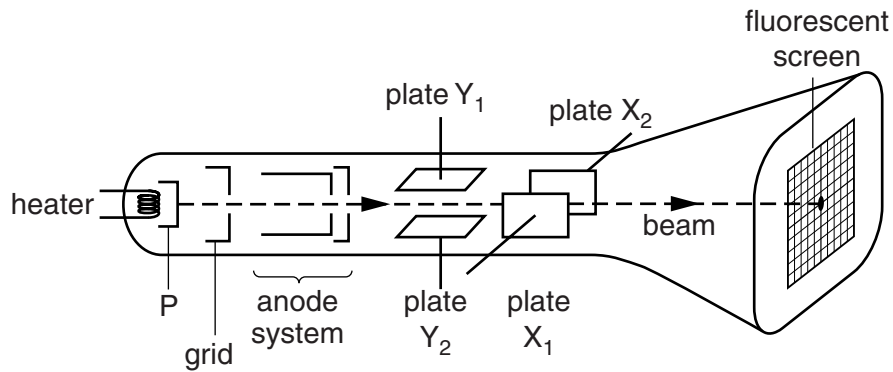 fluorescent
screen
plate Y₁
plate X₂
heater
beam
P
grid
anode
system
plate
Y₂
plate
X₁